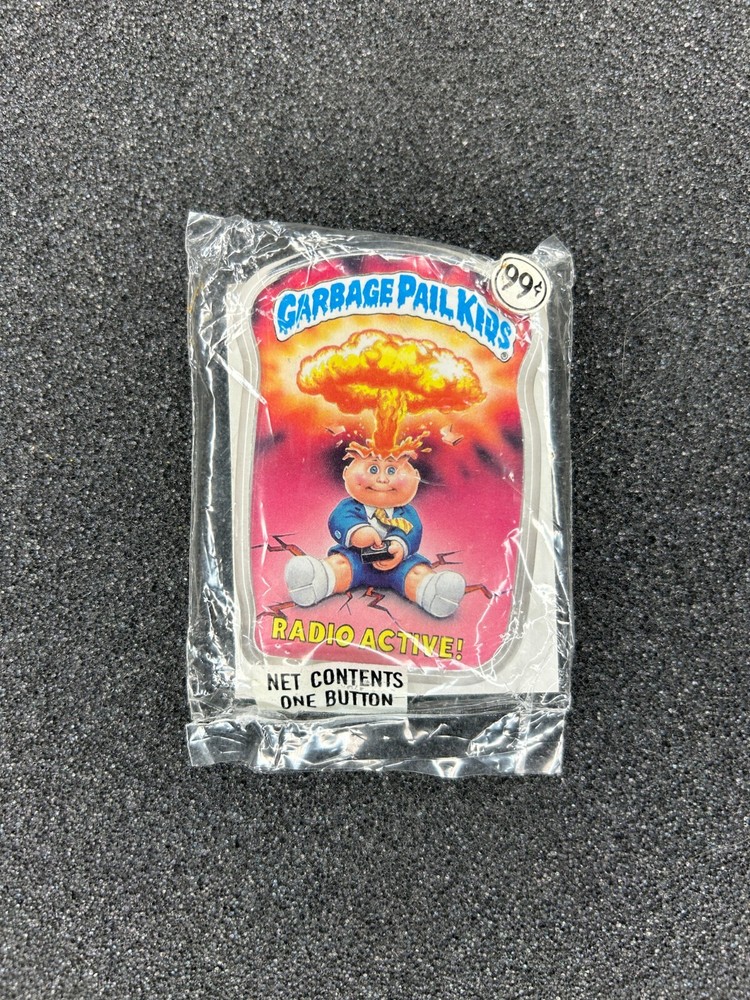 99¢
GARBAGE PAIL KIDS®
RADIO ACTIVE!
NET CONTENTS
ONE BUTTON